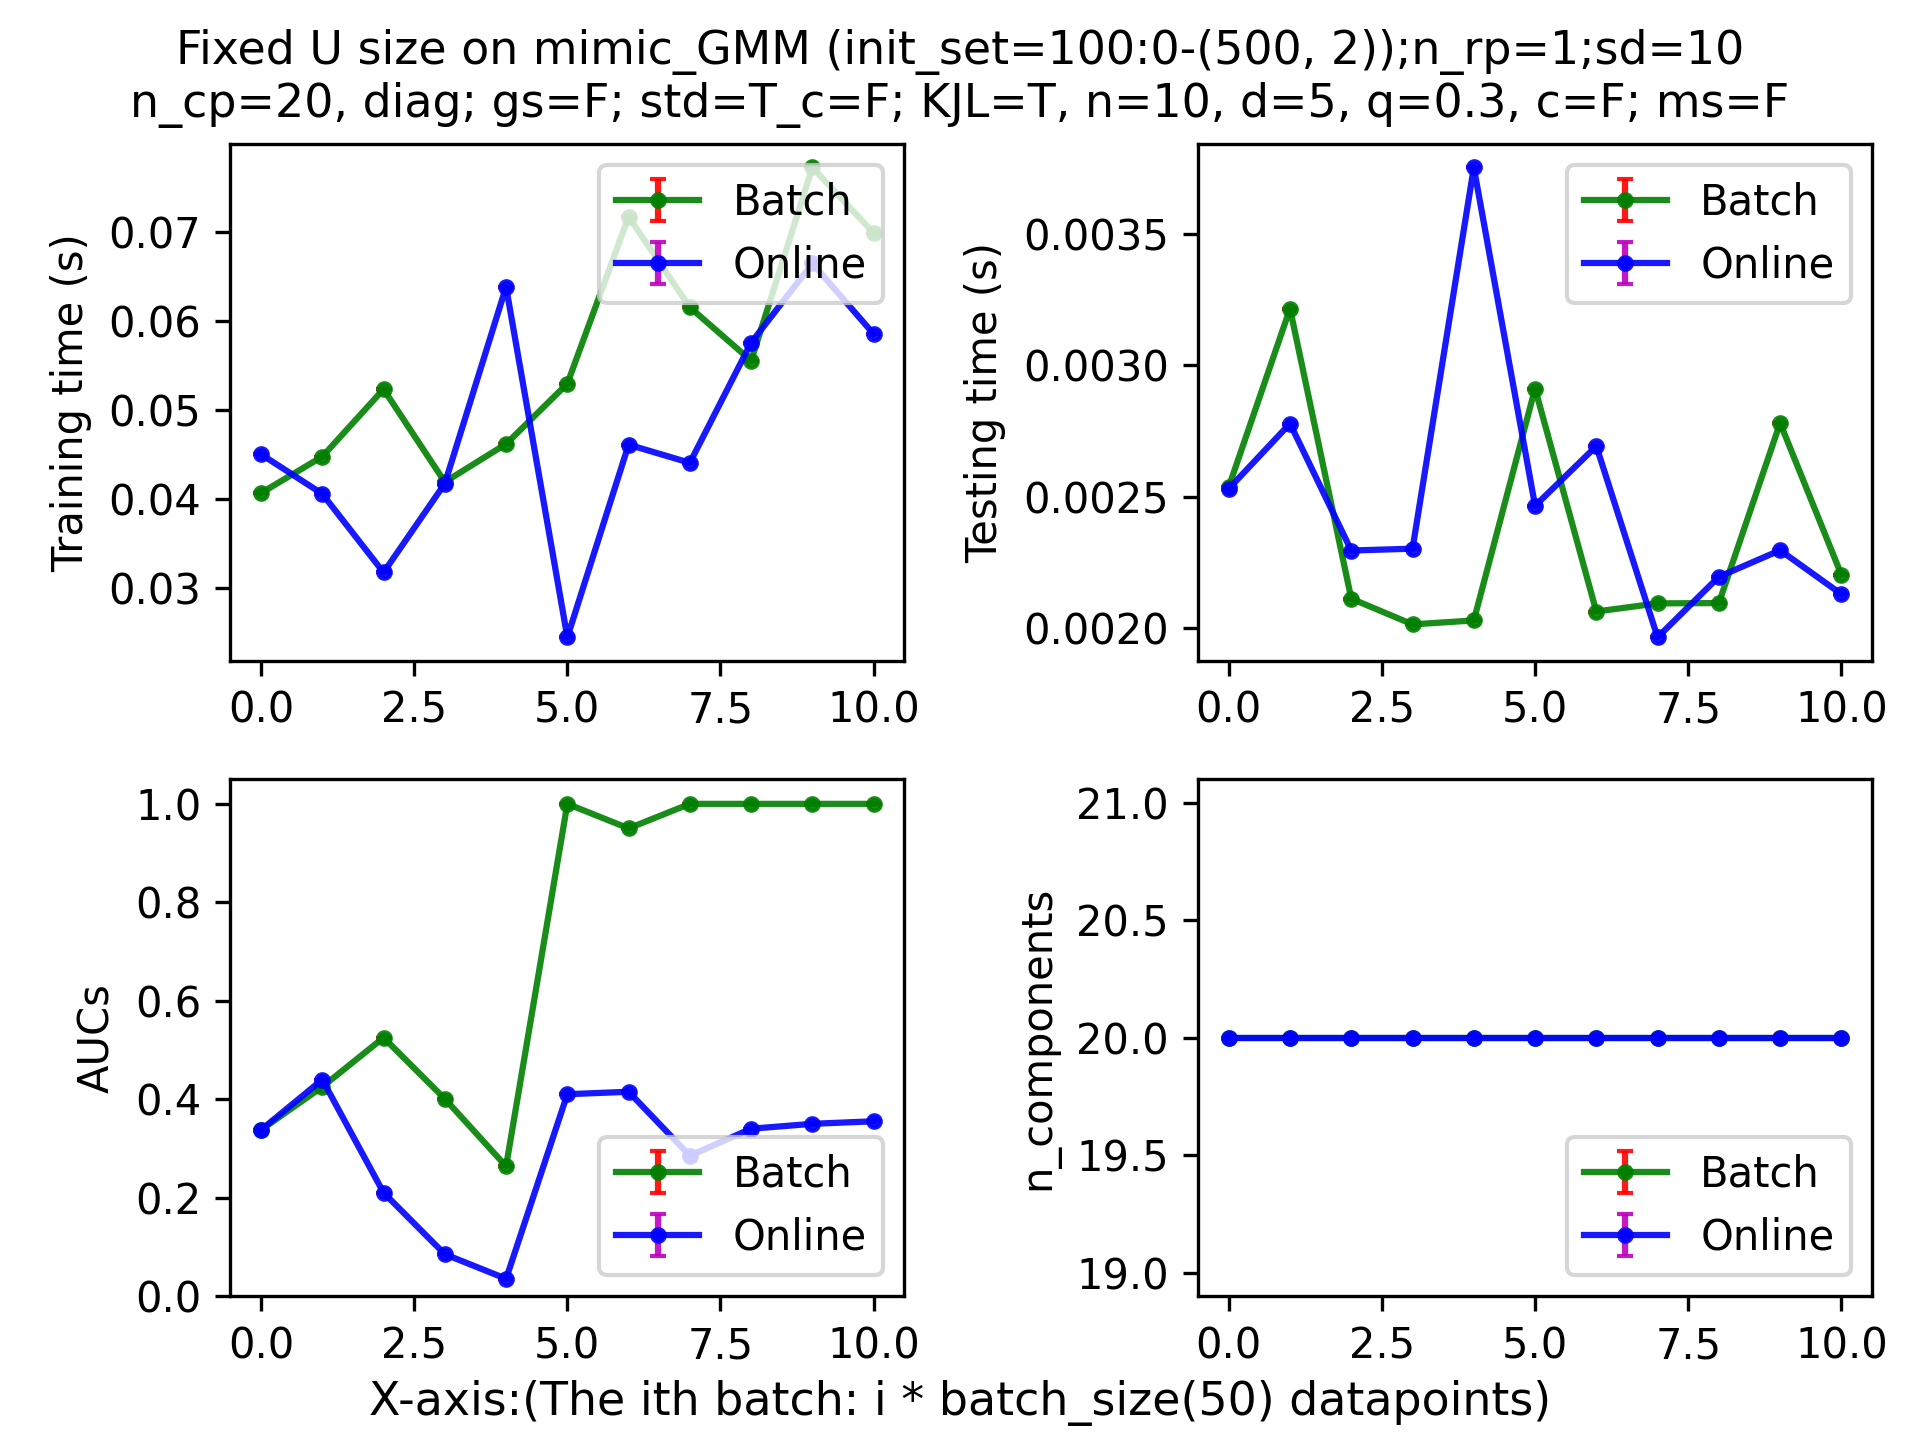 Fixed U size on mimic_GMM (init_set=100:0-(500, 2));n_rp=1;sd=10
n_cp=20, diag; gs=F; std=T_c=F; KJL=T, n=10, d=5, q=0.3, c=F; ms=F
Training time (s)
0.07
0.06
0.05
0.04
0.03
0.0 2.5 5.0 7.5 10.0
Batch
Online
Testing time (s)
0.0035
0.0030
0.0025
0.0020
0.0 2.5 5.0 7.5 10.0
Batch
Online
AUCs
1.0
0.8
0.6
0.4
0.2
0.0
0.0 2.5 5.0 7.5 10.0
Batch
Online
n_components
21.0
20.5
20.0
19.5
19.0
0.0 2.5 5.0 7.5 10.0
Batch
Online
X-axis:(The ith batch: i * batch_size(50) datapoints)